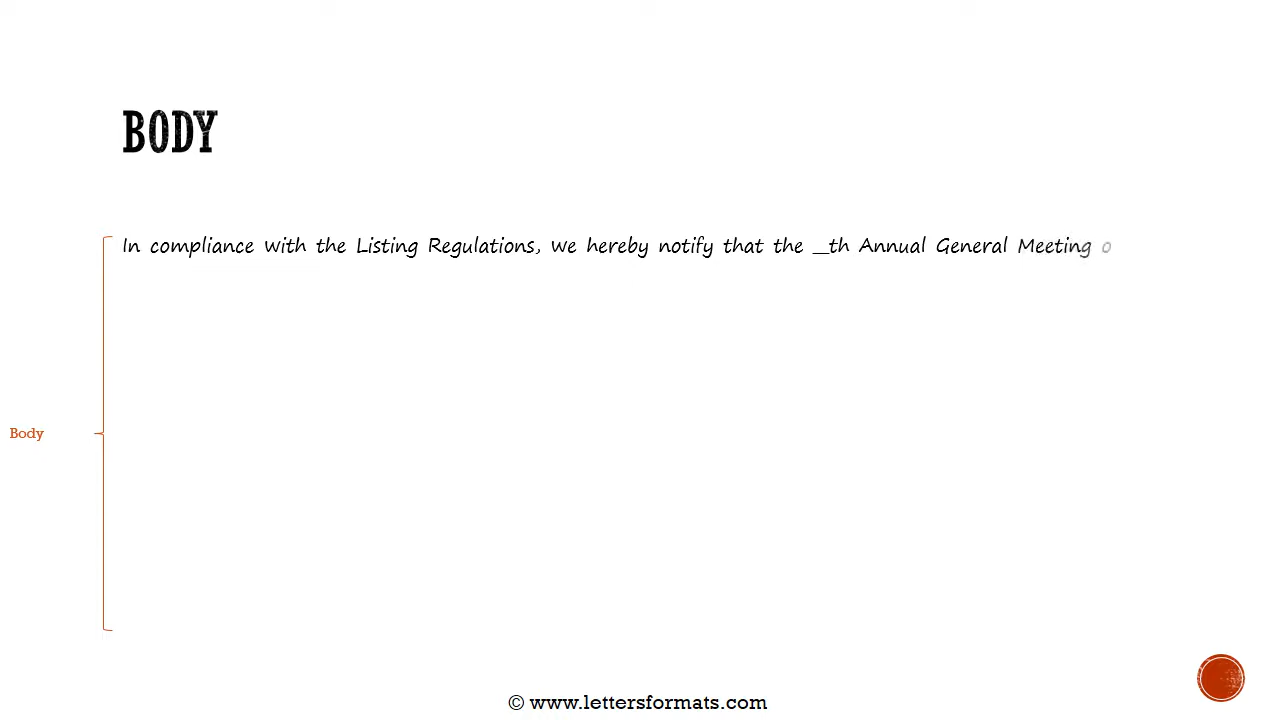 BODY
In compliance with the Listing Regulations, we hereby notify that the __th Annual General Meeting o
Body
© www.lettersformats.com